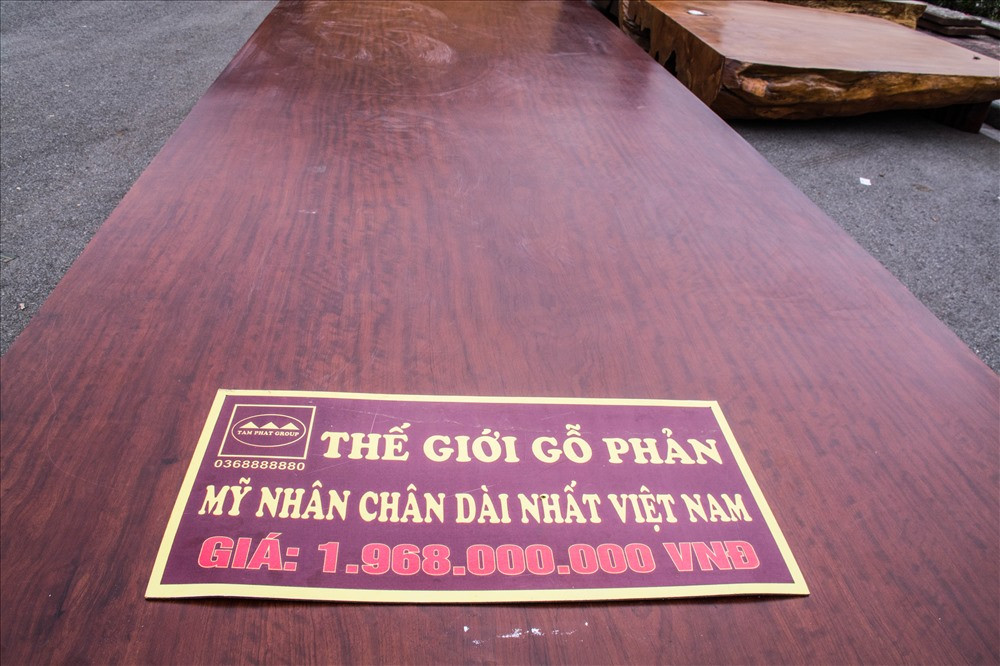 TAM PHAT GROUP
0368888880
THẾ GIỚI GỖ PHẢN
MỸ NHÂN CHÂN DÀI NHẤT VIỆT NAM
GIÁ: 1.968.000.000 VNĐ